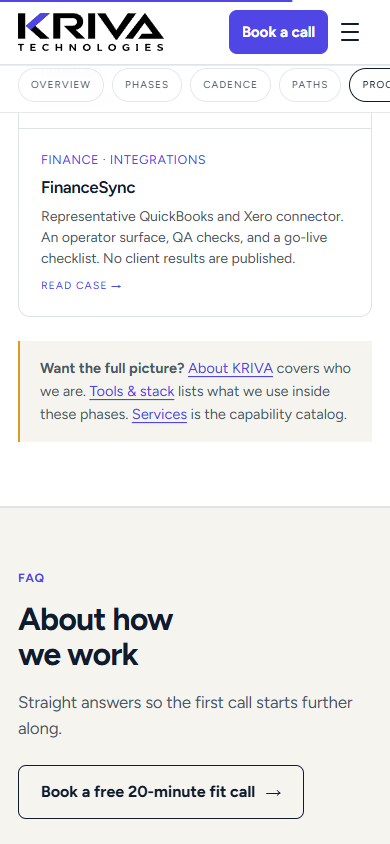 KRIVA
TECHNOLOGIES
Book a call
OVERVIEW
PHASES
CADENCE
PATHS
FINANCE · INTEGRATIONS
FinanceSync
Representative QuickBooks and Xero connector.
An operator surface, QA checks, and a go-live
checklist. No client results are published.
READ CASE →
Want the full picture? About KRIVA covers who
we are. Tools & stack lists what we use inside
these phases. Services is the capability catalog.
FAQ
About how
we work
Straight answers so the first call starts further
along.
Book a free 20-minute fit call →